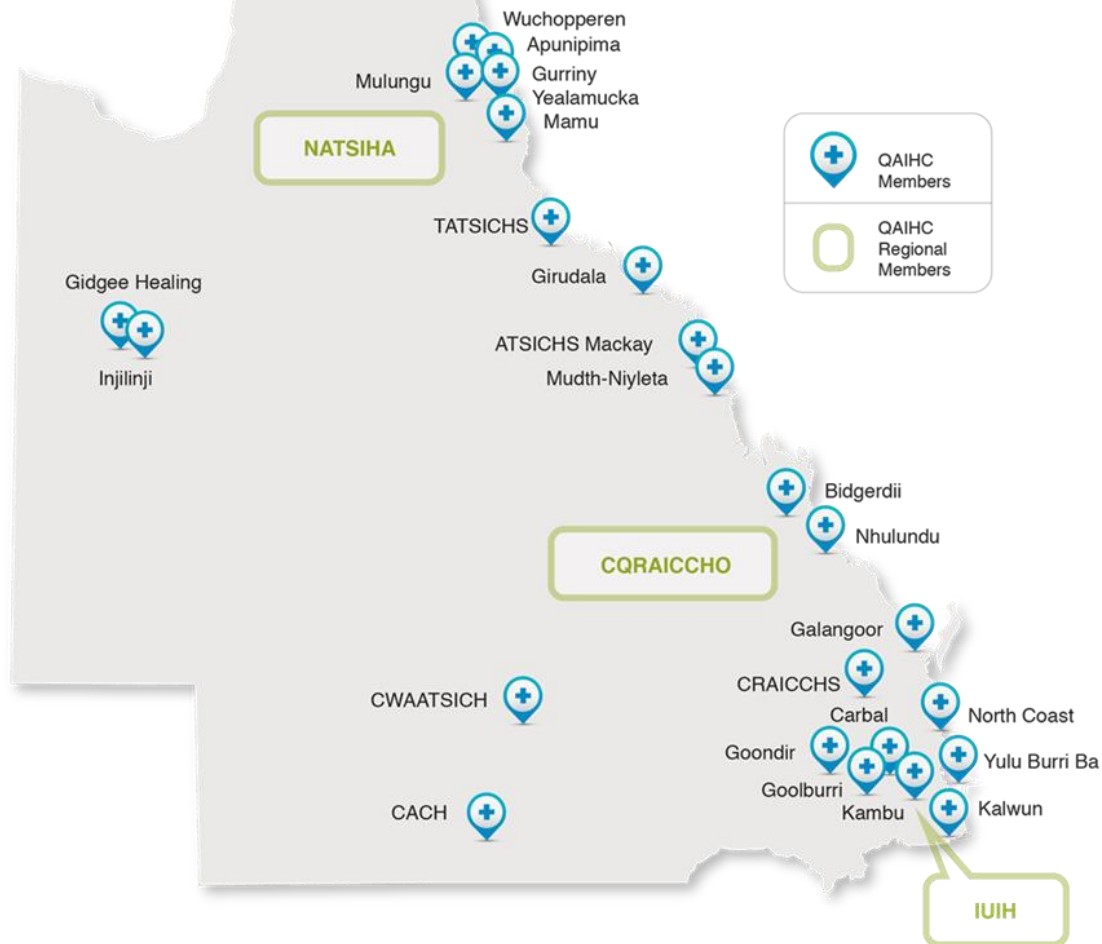 Wuchopperen
Apunipima
Mulungu
Gurriny
Yealamucka
Mamu
NATSIHA
QAIHC
Members
QAIHC
Regional
Members
TATSICHS
Girudala
Gidgee Healing
Injilinji
ATSICHS Mackay
Mudth-Niyleta
Bidgerdii
Nhulundu
CQRAICCHO
Galangoor
CRAICCHS
CWAATSICH
Carbal
North Coast
Goondir
Yulu Burri Ba
Goolburri
Kambu
Kalwun
CACH
IUIH